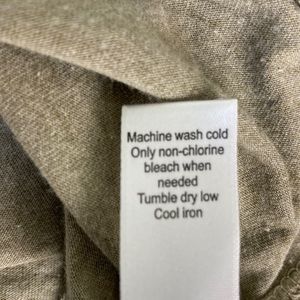 Machine wash cold
Only non-chlorine
bleach when
needed
Tumble dry low
Cool iron